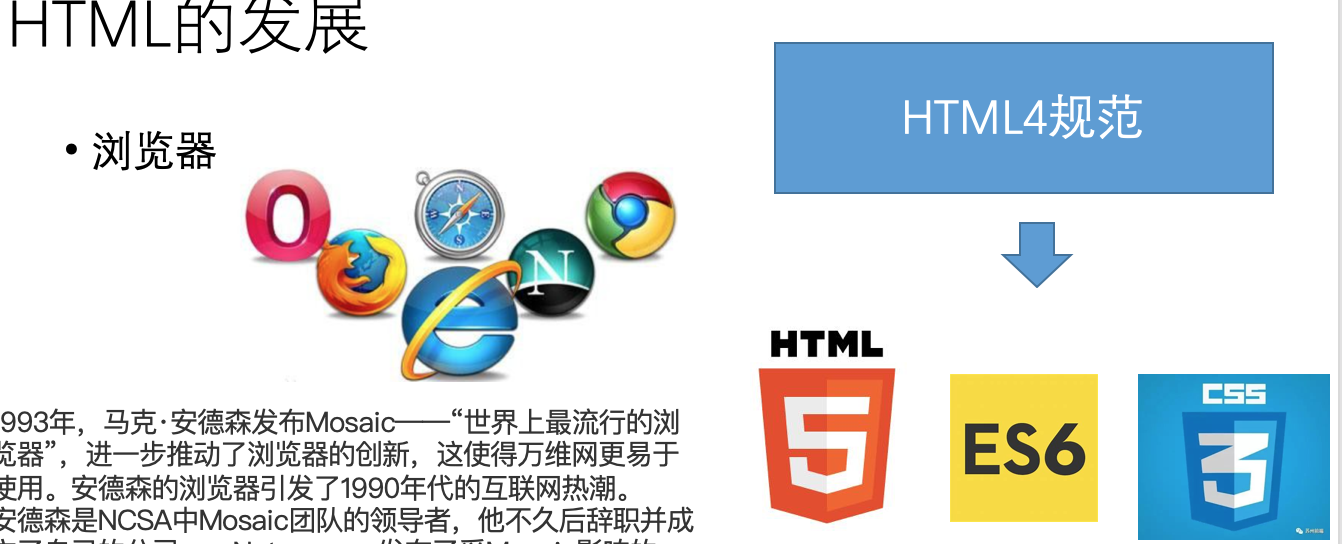 HTML的发展
• 浏览器
993年，马克·安德森发布Mosaic——“世界上最流行的浏
览器”，进一步推动了浏览器的创新，这使得万维网更易于
使用。安德森的浏览器引发了1990年代的互联网热潮。
安德森是NCSA中Mosaic团队的领导者，他不久后辞职并成
HTML4规范
HTML
5
ES6
CSS
3